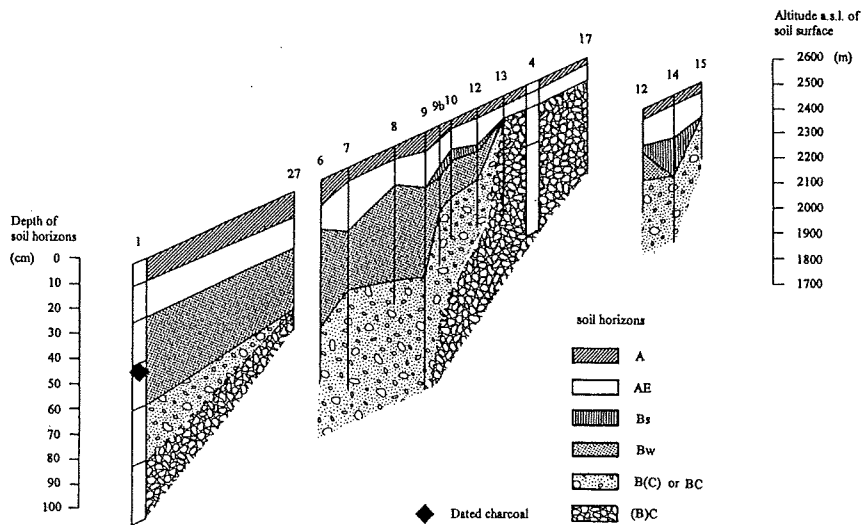 Altitude a.s.l. of
soil surface
2600 (m)
2500
2400
2300
2200
2100
2000
1900
1800
1700
17
4
13
12
10
9b
9
8
7
6
12
14
15
27
1
Depth of
soil horizons
(cm)
0
10
20
30
40
50
60
70
80
90
100
soil horizons
A
AE
Bs
Bw
B(C) or BC
(B)C
Dated charcoal